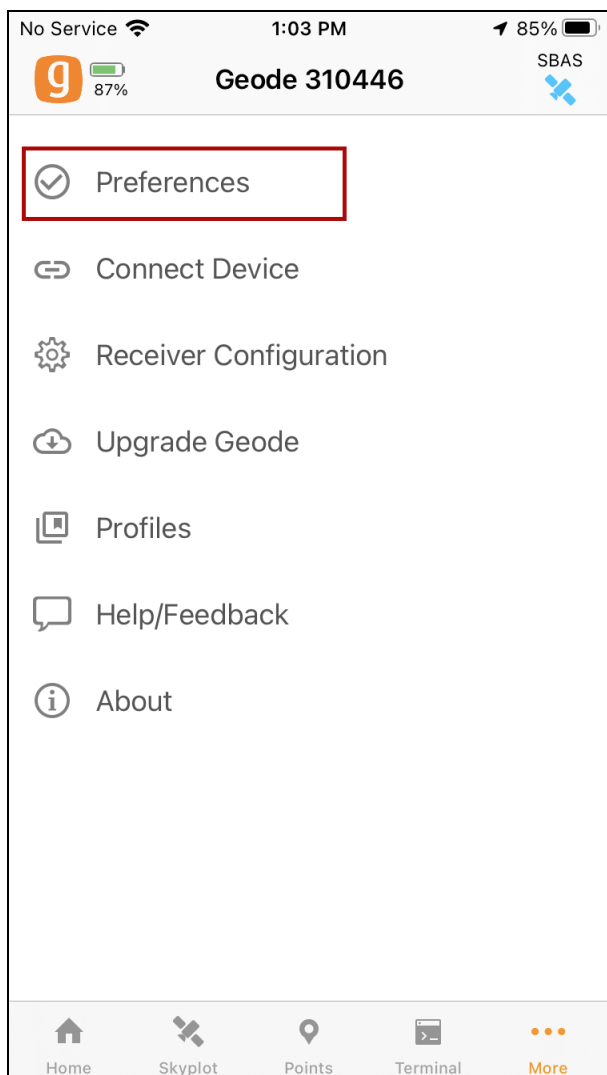 No Service 1:03 PM 85%
SBAS
g 87% Geode 310446
Preferences
Connect Device
Receiver Configuration
Upgrade Geode
Profiles
Help/Feedback
About
Home Skyplot Points Terminal More